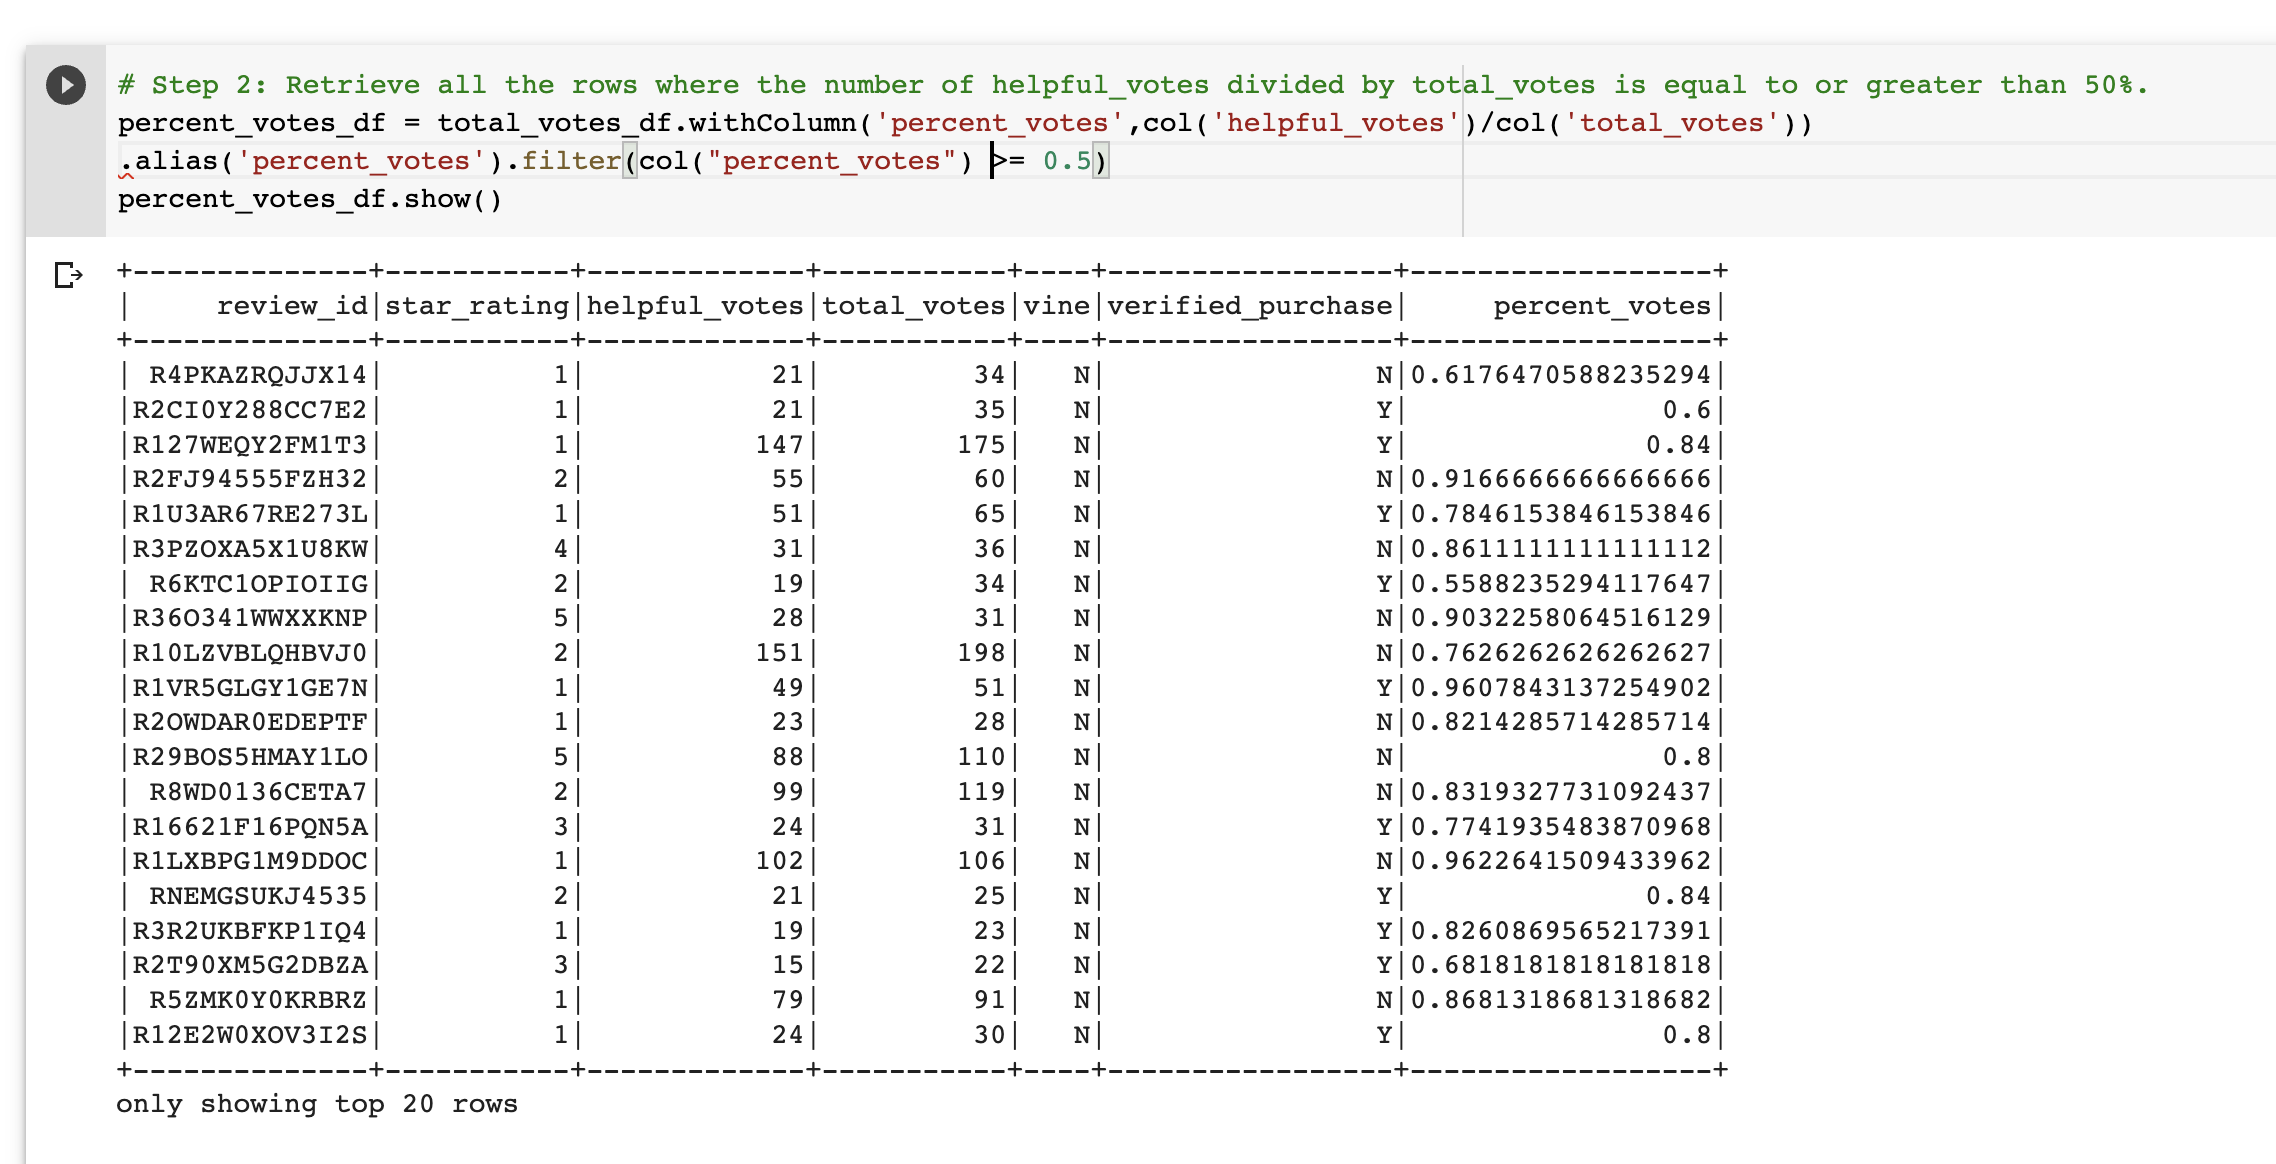 # Step 2: Retrieve all the rows where the number of helpful_votes divided by total_votes is equal to or greater than 50%.
percent_votes_df = total_votes_df.withColumn('percent_votes',col('helpful_votes')/col('total_votes'))
.alias('percent_votes').filter(col("percent_votes") >= 0.5)
percent_votes_df.show()
+--------------+-----------+-------------+-----------+----+-----------------+------------------+
|     review_id|star_rating|helpful_votes|total_votes|vine|verified_purchase|     percent_votes|
+--------------+-----------+-------------+-----------+----+-----------------+------------------+
| R4PKAZRQJJX14|          1|           21|         34|   N|                N|0.6176470588235294|
|R2CI0Y288CC7E2|          1|           21|         35|   N|                Y|               0.6|
|R127WEQY2FM1T3|          1|          147|        175|   N|                Y|              0.84|
|R2FJ94555FZH32|          2|           55|         60|   N|                N|0.9166666666666666|
|R1U3AR67RE273L|          1|           51|         65|   N|                Y|0.7846153846153846|
|R3PZOXA5X1U8KW|          4|           31|         36|   N|                N|0.8611111111111112|
| R6KTC1OPIOIIG|          2|           19|         34|   N|                Y|0.5588235294117647|
|R36O341WWXXKNP|          5|           28|         31|   N|                N|0.9032258064516129|
|R10LZVBLQHBVJ0|          2|          151|        198|   N|                N|0.7626262626262627|
|R1VR5GLGY1GE7N|          1|           49|         51|   N|                Y|0.9607843137254902|
|R2OWDAR0EDEPTF|          1|           23|         28|   N|                N|0.8214285714285714|
|R29BOS5HMAY1LO|          5|           88|        110|   N|                N|               0.8|
| R8WD0136CETA7|          2|           99|        119|   N|                N|0.8319327731092437|
|R16621F16PQN5A|          3|           24|         31|   N|                Y|0.7741935483870968|
|R1LXBPG1M9DDOC|          1|          102|        106|   N|                N|0.9622641509433962|
| RNEMGSUKJ4535|          2|           21|         25|   N|                Y|              0.84|
|R3R2UKBFKP1IQ4|          1|           19|         23|   N|                Y|0.8260869565217391|
|R2T90XM5G2DBZA|          3|           15|         22|   N|                Y|0.6818181818181818|
| R5ZMK0Y0KRBRZ|          1|           79|         91|   N|                N|0.8681318681318682|
|R12E2W0XOV3I2S|          1|           24|         30|   N|                Y|               0.8|
+--------------+-----------+-------------+-----------+----+-----------------+------------------+
only showing top 20 rows